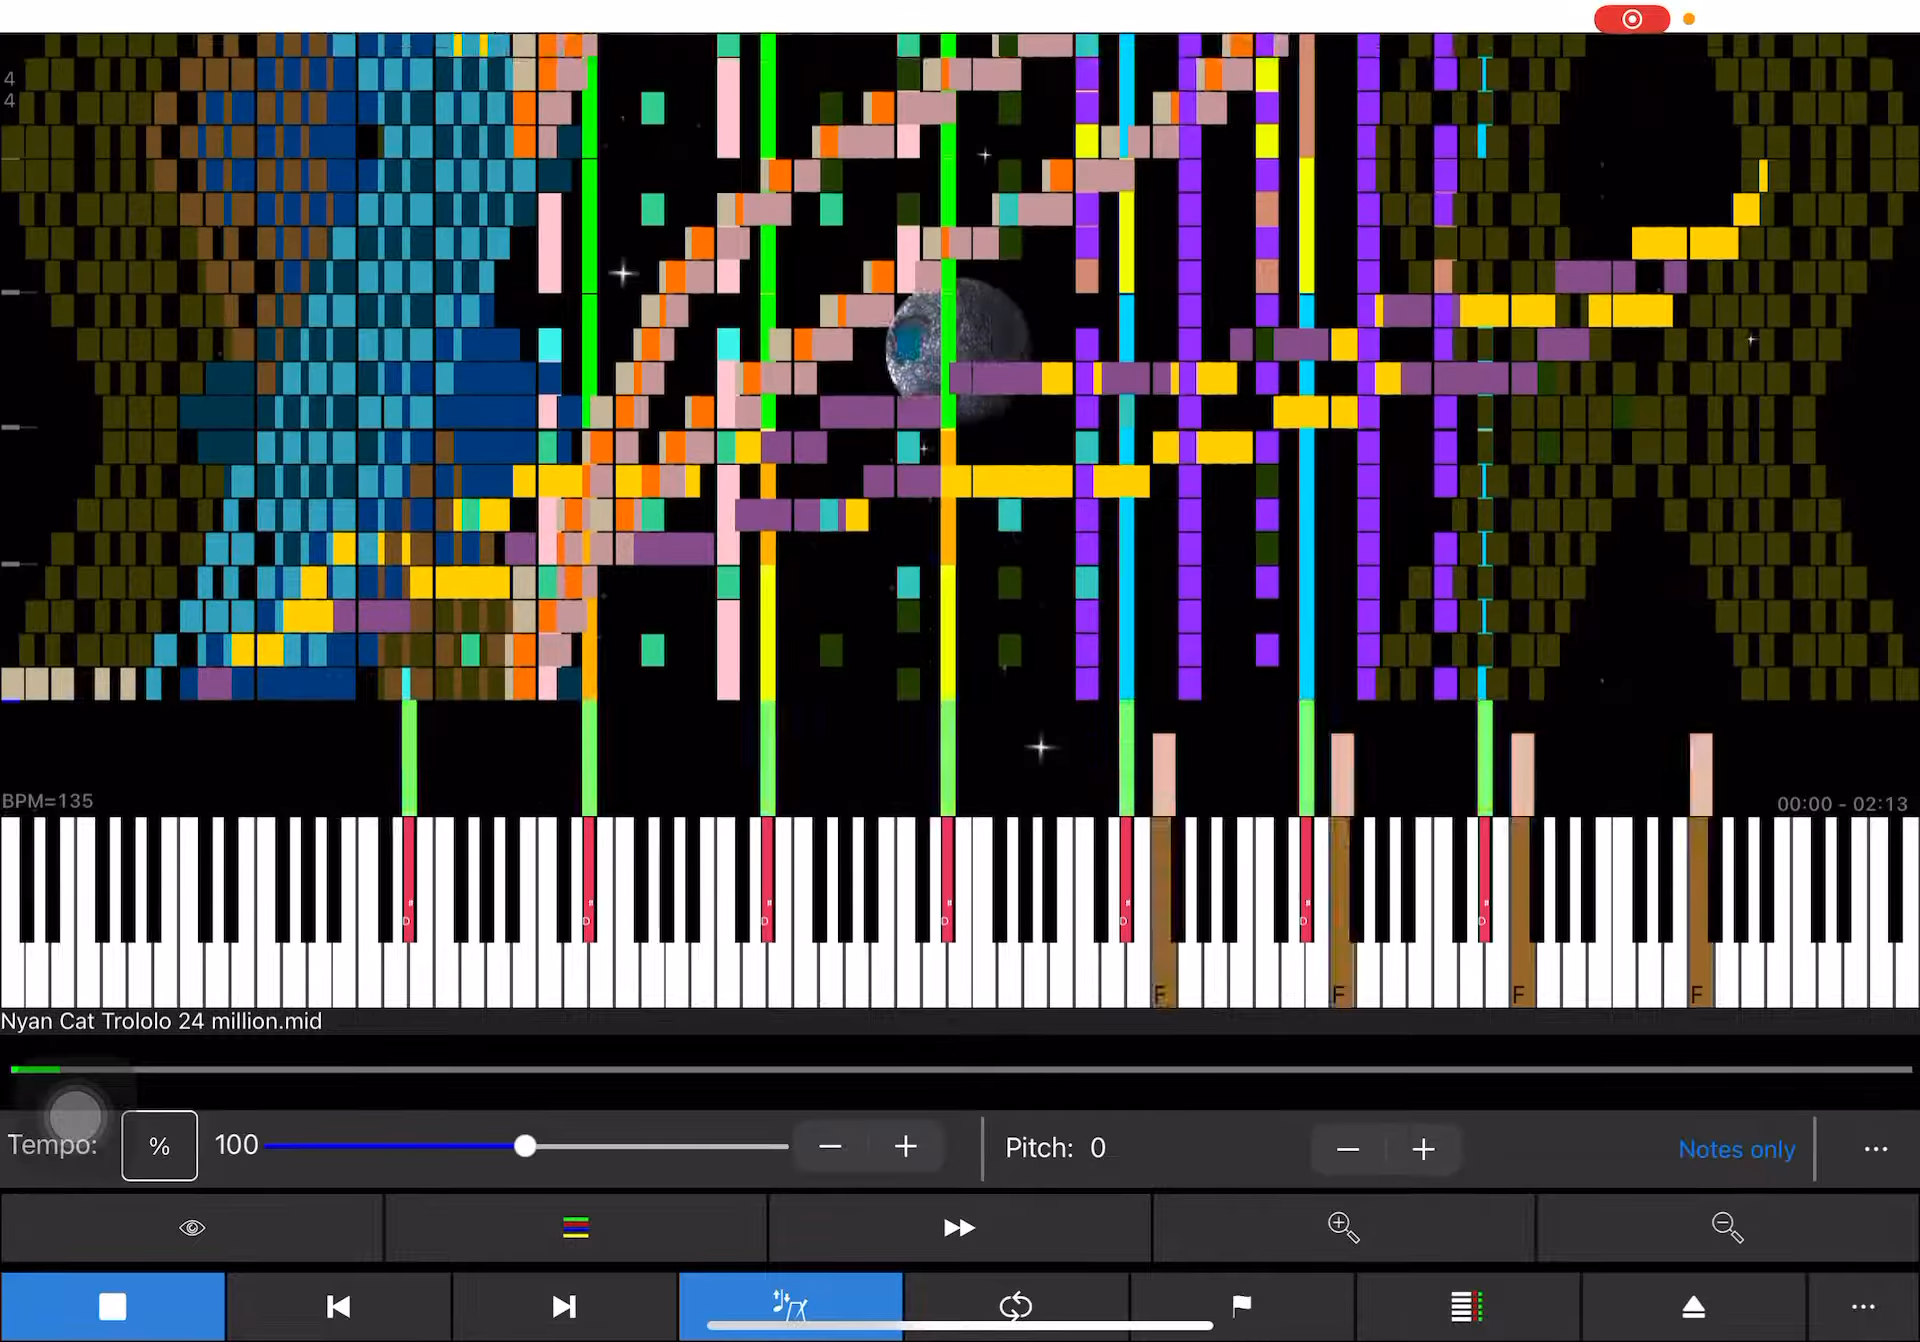 4
4
BPM=135
00:00 - 02:13
D# D# D# D# D# D# D#
F F F F
Nyan Cat Trololo 24 million.mid
Tempo: % 100 − + Pitch: 0 − + Notes only ...
...